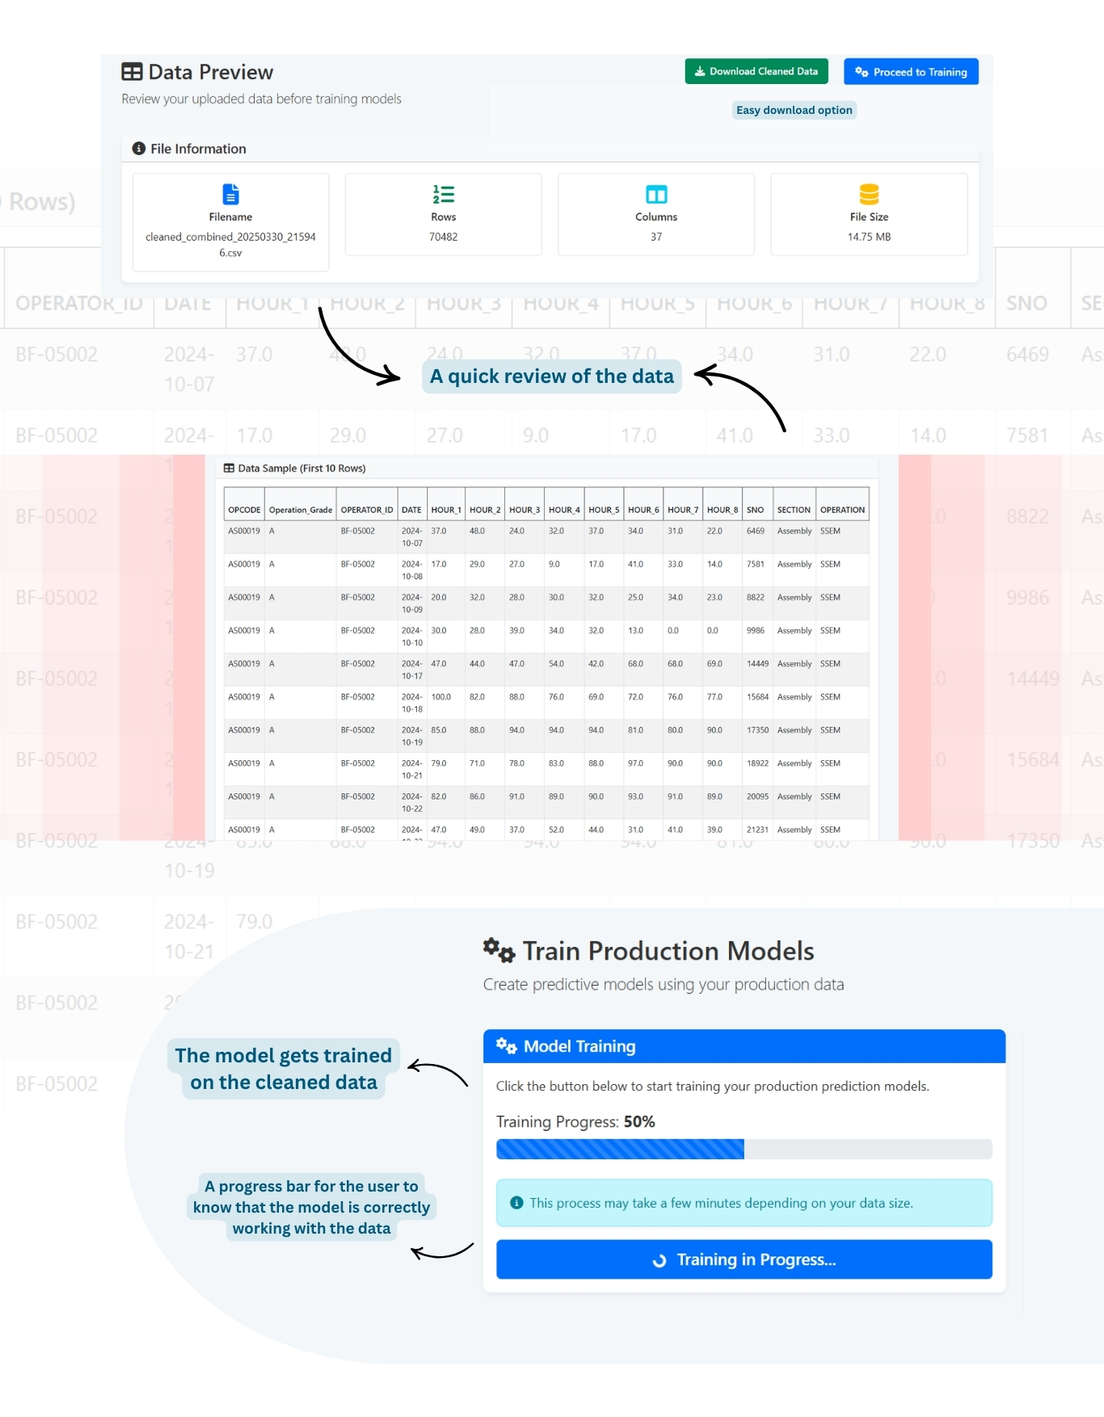 Data Preview
Download Cleaned Data
Proceed to Training
Review your uploaded data before training models
Easy download option
File Information
Filename
cleaned_combined_20250330_21594
6.csv
Rows
70482
Columns
37
File Size
14.75 MB
Rows)
OPERATOR_ID DATE HOUR_1 HOUR_2 HOUR_3 HOUR_4 HOUR_5 HOUR_6 HOUR_7 HOUR_8 SNO
BF-05002 2024- 37.0 48.0 24.0 32.0 37.0 34.0 31.0 22.0 6469 As
10-07
A quick review of the data
BF-05002 2024- 17.0 29.0 27.0 9.0 17.0 41.0 33.0 14.0 7581 As
Data Sample (First 10 Rows)
OPCODE Operation_Grade OPERATOR_ID DATE HOUR_1 HOUR_2 HOUR_3 HOUR_4 HOUR_5 HOUR_6 HOUR_7 HOUR_8 SNO SECTION OPERATION
AS00019 A BF-05002 2024- 37.0 48.0 24.0 32.0 37.0 34.0 31.0 22.0 6469 Assembly SSEM
10-07
AS00019 A BF-05002 2024- 17.0 29.0 27.0 9.0 17.0 41.0 33.0 14.0 7581 Assembly SSEM
10-08
AS00019 A BF-05002 2024- 20.0 32.0 28.0 30.0 32.0 25.0 34.0 23.0 8822 Assembly SSEM
10-09
AS00019 A BF-05002 2024- 30.0 28.0 39.0 34.0 32.0 13.0 0.0 0.0 9986 Assembly SSEM
10-10
AS00019 A BF-05002 2024- 47.0 44.0 47.0 54.0 42.0 68.0 68.0 69.0 14449 Assembly SSEM
10-17
AS00019 A BF-05002 2024- 100.0 82.0 88.0 76.0 69.0 72.0 76.0 77.0 15684 Assembly SSEM
10-18
AS00019 A BF-05002 2024- 85.0 88.0 94.0 94.0 94.0 81.0 80.0 90.0 17350 Assembly SSEM
10-19
AS00019 A BF-05002 2024- 79.0 71.0 78.0 83.0 88.0 97.0 90.0 90.0 18922 Assembly SSEM
10-21
AS00019 A BF-05002 2024- 82.0 86.0 91.0 89.0 90.0 93.0 91.0 89.0 20095 Assembly SSEM
10-22
AS00019 A BF-05002 2024- 47.0 49.0 37.0 52.0 44.0 31.0 41.0 39.0 21231 Assembly SSEM
BF-05002 8822 As
BF-05002 9986 As
BF-05002 14449 As
BF-05002 15684 As
BF-05002 2024- 85.0 88.0 94.0 94.0 94.0 81.0 80.0 90.0 17350 As
10-19
BF-05002 2024- 79.0
10-21
BF-05002
BF-05002
Train Production Models
Create predictive models using your production data
Model Training
The model gets trained
on the cleaned data
Click the button below to start training your production prediction models.
Training Progress: 50%
A progress bar for the user to
know that the model is correctly
working with the data
This process may take a few minutes depending on your data size.
Training in Progress...